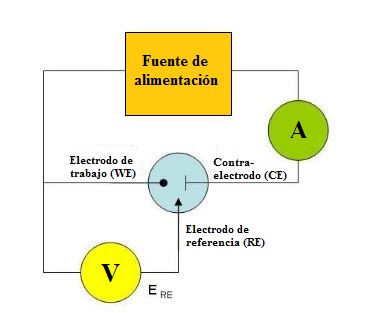 Fuente de
alimentación
A
Electrodo de
trabajo (WE)
Contra-
electrodo (CE)
Electrodo de
referencia (RE)
V
E RE